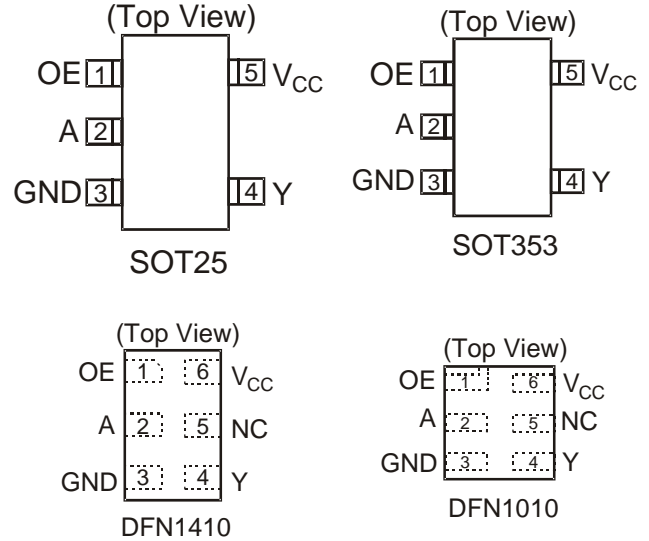 (Top View)
OE 1 5 VCC
A 2
GND 3 4 Y
SOT25
(Top View)
OE 1 5 VCC
A 2
GND 3 4 Y
SOT353
(Top View)
OE 1 6 VCC
A 2 5 NC
GND 3 4 Y
DFN1410
(Top View)
OE 1 6 VCC
A 2 5 NC
GND 3 4 Y
DFN1010